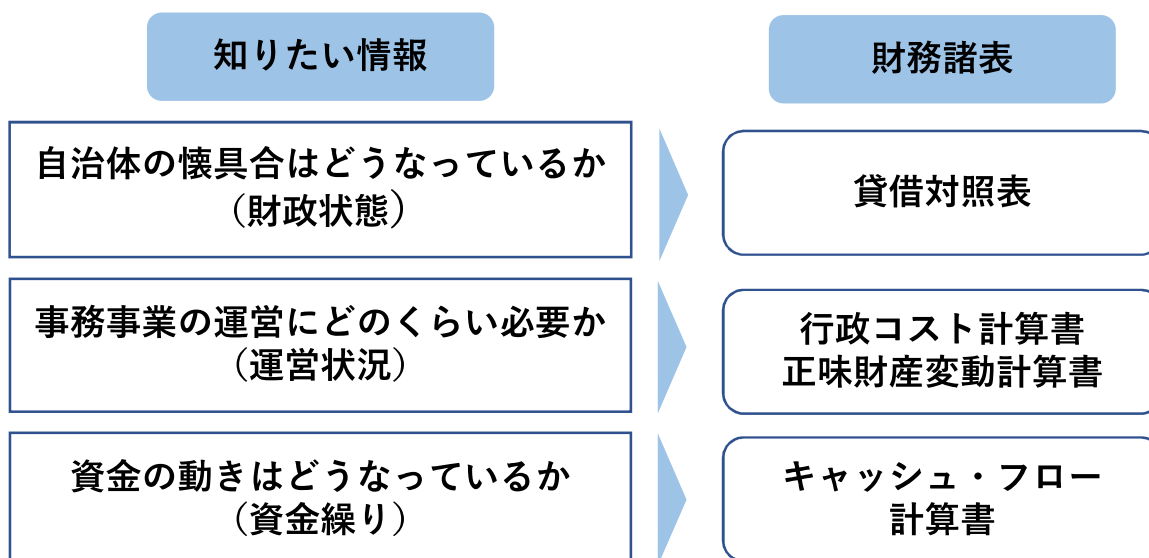 知りたい情報
財務諸表
自治体の懐具合はどうなっているか
（財政状態）
貸借対照表
事務事業の運営にどのくらい必要か
（運営状況）
行政コスト計算書
正味財産変動計算書
資金の動きはどうなっているか
（資金繰り）
キャッシュ・フロー
計算書